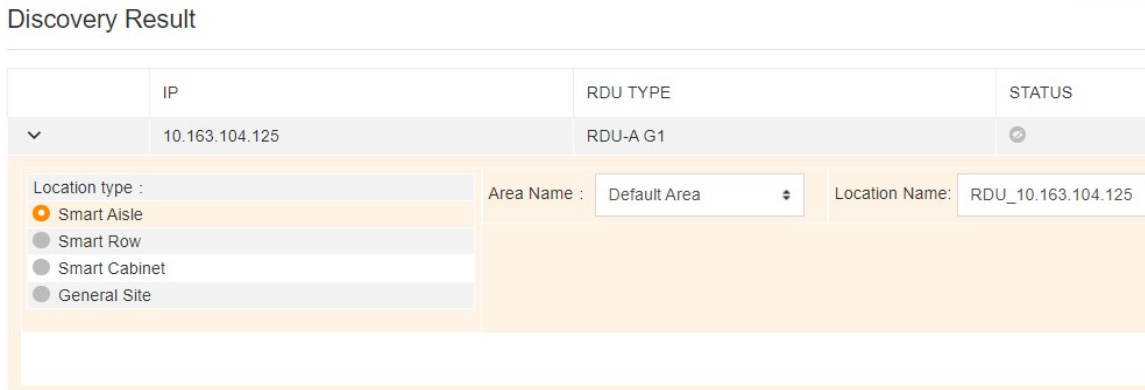 Discovery Result
IP RDU TYPE STATUS
10.163.104.125 RDU-A G1
Location type :
Area Name : Default Area Location Name: RDU_10.163.104.125
Smart Aisle
Smart Row
Smart Cabinet
General Site